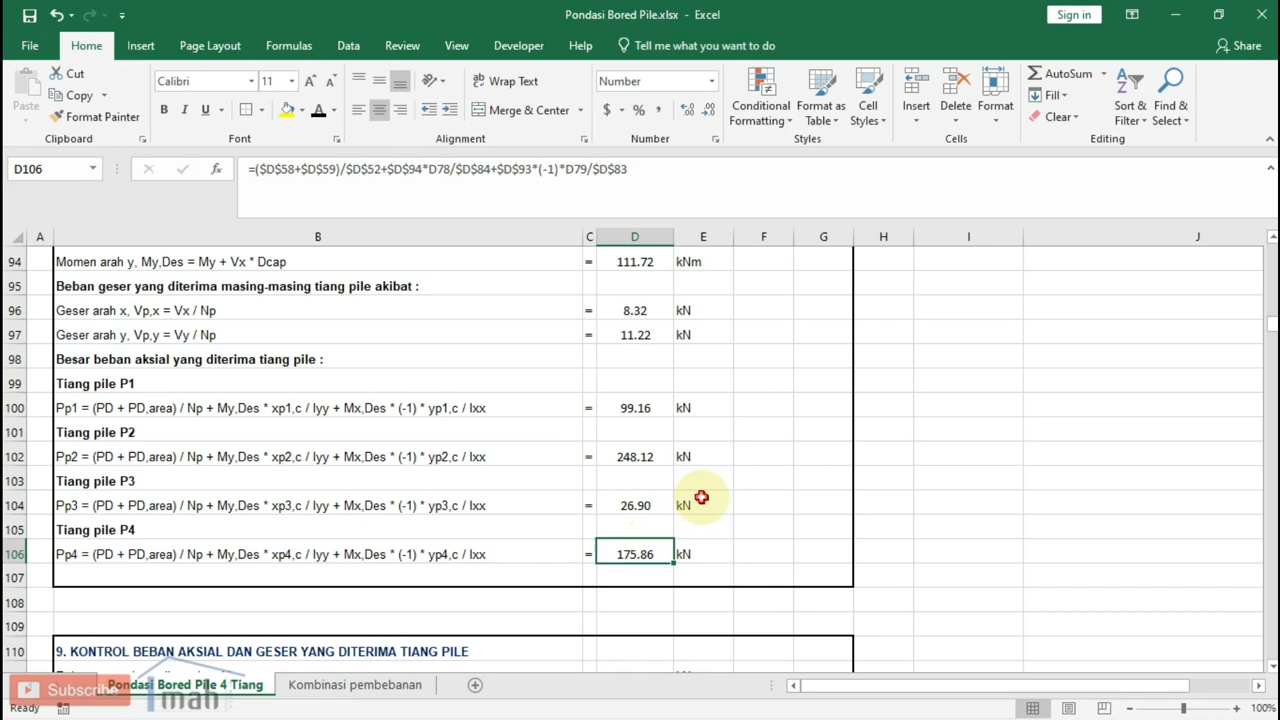 Pondasi Bored Pile.xlsx - Excel
Sign in
File Home Insert Page Layout Formulas Data Review View Developer Help Tell me what you want to do Share
Paste
Cut
Copy
Format Painter
Clipboard
Calibri 11
B I U
Font
Wrap Text
Merge & Center
Alignment
Number
$ % ,
Number
Conditional Formatting
Format as Table
Cell Styles
Styles
Insert
Delete
Format
Cells
AutoSum
Fill
Clear
Sort & Filter
Find & Select
Editing
D106 fx =($D$58+$D$59)/$D$52+$D$94*D78/$D$84+$D$93*(-1)*D79/$D$83
A B C D E F G H I J
94 Momen arah y, My,Des = My + Vx * Dcap = 111.72 kNm
95 Beban geser yang diterima masing-masing tiang pile akibat :
96 Geser arah x, Vp,x = Vx / Np = 8.32 kN
97 Geser arah y, Vp,y = Vy / Np = 11.22 kN
98 Besar beban aksial yang diterima tiang pile :
99 Tiang pile P1
100 Pp1 = (PD + PD,area) / Np + My,Des * xp1,c / Iyy + Mx,Des * (-1) * yp1,c / Ixx = 99.16 kN
101 Tiang pile P2
102 Pp2 = (PD + PD,area) / Np + My,Des * xp2,c / Iyy + Mx,Des * (-1) * yp2,c / Ixx = 248.12 kN
103 Tiang pile P3
104 Pp3 = (PD + PD,area) / Np + My,Des * xp3,c / Iyy + Mx,Des * (-1) * yp3,c / Ixx = 26.90 kN
105 Tiang pile P4
106 Pp4 = (PD + PD,area) / Np + My,Des * xp4,c / Iyy + Mx,Des * (-1) * yp4,c / Ixx = 175.86 kN
107
108
109
110 9. KONTROL BEBAN AKSIAL DAN GESER YANG DITERIMA TIANG PILE
Subscribe
Imah
Pondasi Bored Pile 4 Tiang Kombinasi pembebanan
Ready 100%